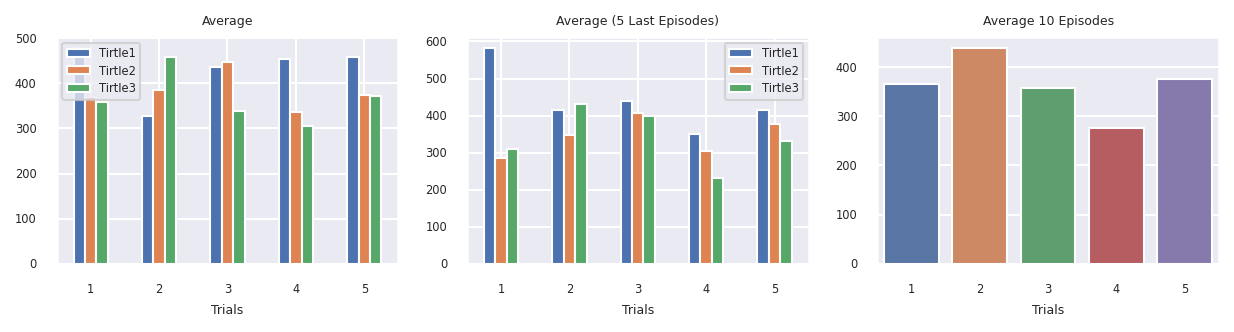 Average
500
400
300
200
100
0
Tirtle1
Tirtle2
Tirtle3
1 2 3 4 5
Trials
Average (5 Last Episodes)
600
500
400
300
200
100
0
Tirtle1
Tirtle2
Tirtle3
1 2 3 4 5
Trials
Average 10 Episodes
400
300
200
100
0
1 2 3 4 5
Trials